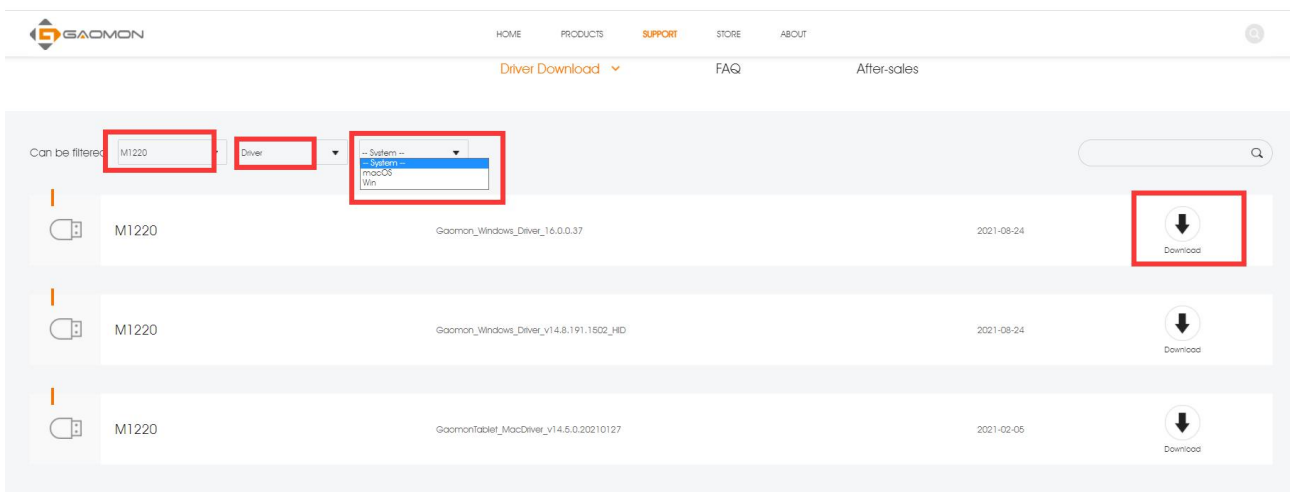 GAOMON
HOME PRODUCTS SUPPORT STORE ABOUT
Driver Download FAQ After-sales
Can be filtered M1220 Driver -- System --
-- System --
macOS
Win
M1220 Gaomon_Windows_Driver_16.0.0.37 2021-08-24 Download
M1220 Gaomon_Windows_Driver_v14.8.191.1502_HID 2021-08-24 Download
M1220 GaomonTablet_MacDriver_v14.5.0.20210127 2021-02-05 Download